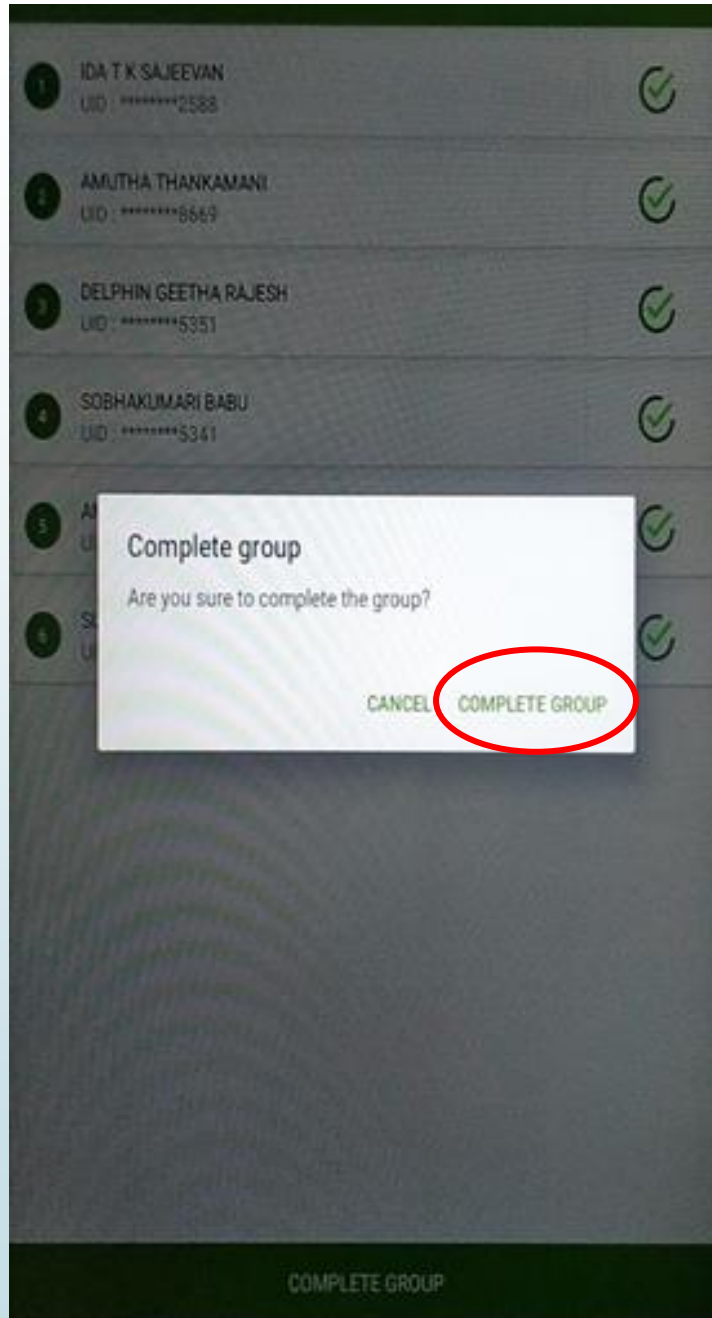 1
IDA T K SAJEEVAN
UID : ********2588
2
AMUTHA THANKAMANI
UID : ********8669
3
DELPHIN GEETHA RAJESH
UID : ********5351
4
SOBHAKUMARI BABU
UID : ********5341
5
6
Complete group
Are you sure to complete the group?
CANCEL COMPLETE GROUP
COMPLETE GROUP